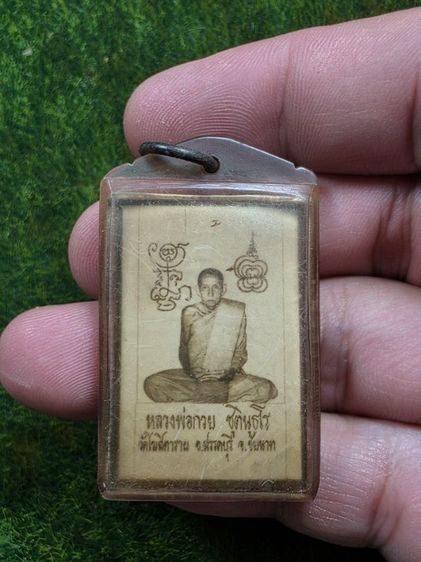 หลวงพ่อกวย ชุตินฺธโร
วัดโฆสิตาราม อ.สรรคบุรี จ.ชัยนาท